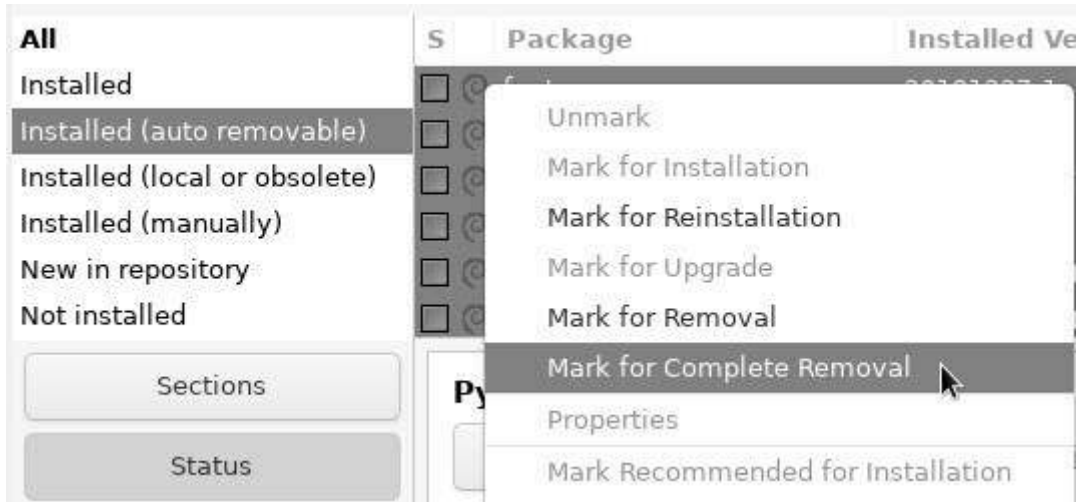 All
Installed
Installed (auto removable)
Installed (local or obsolete)
Installed (manually)
New in repository
Not installed
Sections
Status
S Package Installed Ve
Unmark
Mark for Installation
Mark for Reinstallation
Mark for Upgrade
Mark for Removal
Mark for Complete Removal
Properties
Mark Recommended for Installation
Py